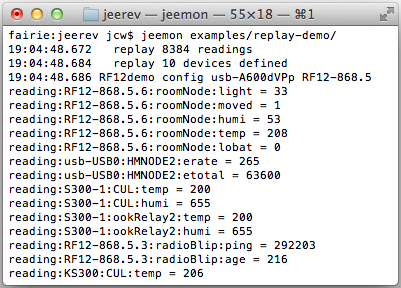 jeerev — jeemon — 55×18 — ⌘1
fairie:jeerev jcw$ jeemon examples/replay-demo/
19:04:48.672   replay 8384 readings
19:04:48.684   replay 10 devices defined
19:04:48.686 RF12demo config usb-A600dVPp RF12-868.5
reading:RF12-868.5.6:roomNode:light = 33
reading:RF12-868.5.6:roomNode:moved = 1
reading:RF12-868.5.6:roomNode:humi = 53
reading:RF12-868.5.6:roomNode:temp = 208
reading:RF12-868.5.6:roomNode:lobat = 0
reading:usb-USB0:HMNODE2:erate = 265
reading:usb-USB0:HMNODE2:etotal = 63600
reading:S300-1:CUL:temp = 200
reading:S300-1:CUL:humi = 655
reading:S300-1:ookRelay2:temp = 200
reading:S300-1:ookRelay2:humi = 655
reading:RF12-868.5.3:radioBlip:ping = 292203
reading:RF12-868.5.3:radioBlip:age = 216
reading:KS300:CUL:temp = 206